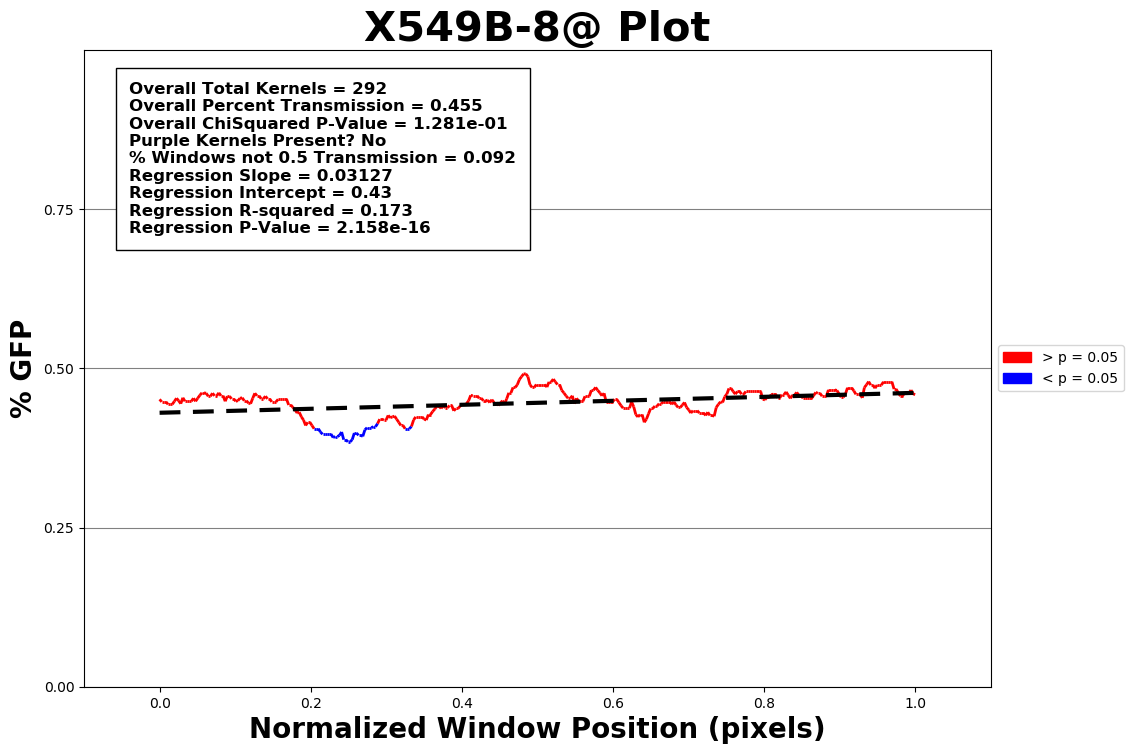 X549B-8@ Plot
Overall Total Kernels = 292
Overall Percent Transmission = 0.455
Overall ChiSquared P-Value = 1.281e-01
Purple Kernels Present? No
% Windows not 0.5 Transmission = 0.092
Regression Slope = 0.03127
Regression Intercept = 0.43
Regression R-squared = 0.173
Regression P-Value = 2.158e-16
% GFP
0.75
0.50
0.25
0.00
> p = 0.05
< p = 0.05
0.0 0.2 0.4 0.6 0.8 1.0
Normalized Window Position (pixels)